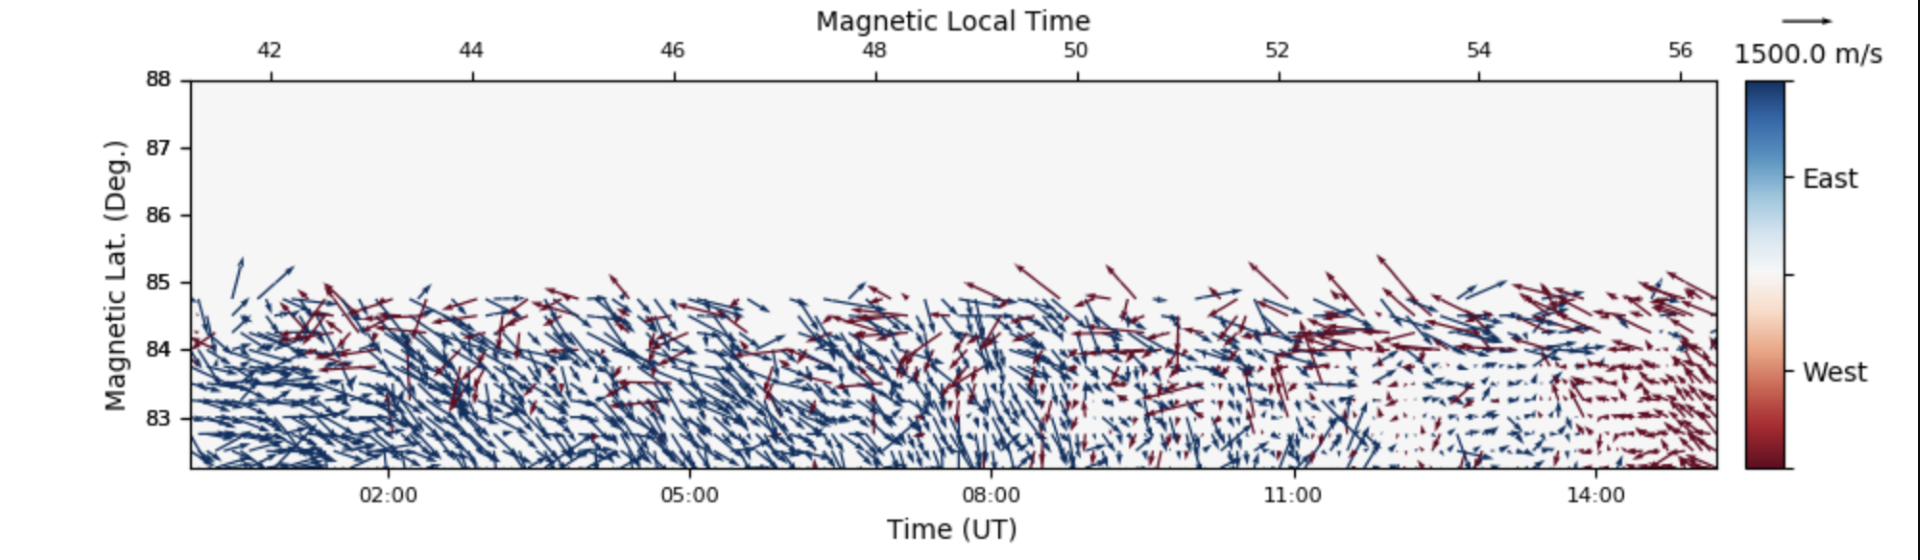 Magnetic Local Time
42 44 46 48 50 52 54 56
1500.0 m/s
88
87
86
85
84
83
Magnetic Lat. (Deg.)
East
West
02:00 05:00 08:00 11:00 14:00
Time (UT)